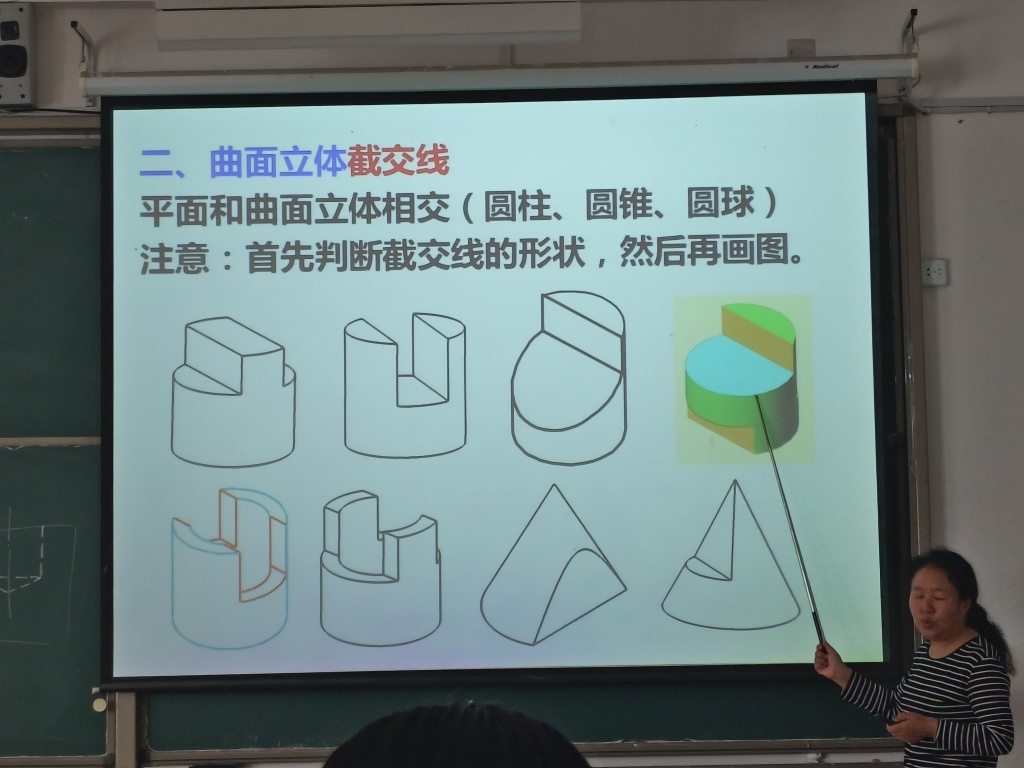 二、曲面立体截交线
平面和曲面立体相交（圆柱、圆锥、圆球）
注意：首先判断截交线的形状，然后再画图。